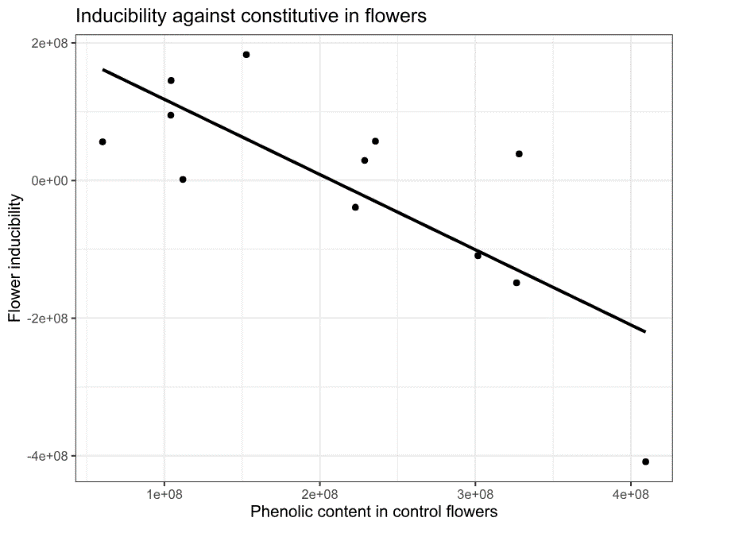 Inducibility against constitutive in flowers
Flower inducibility
2e+08
0e+00
-2e+08
-4e+08
1e+08 2e+08 3e+08 4e+08
Phenolic content in control flowers